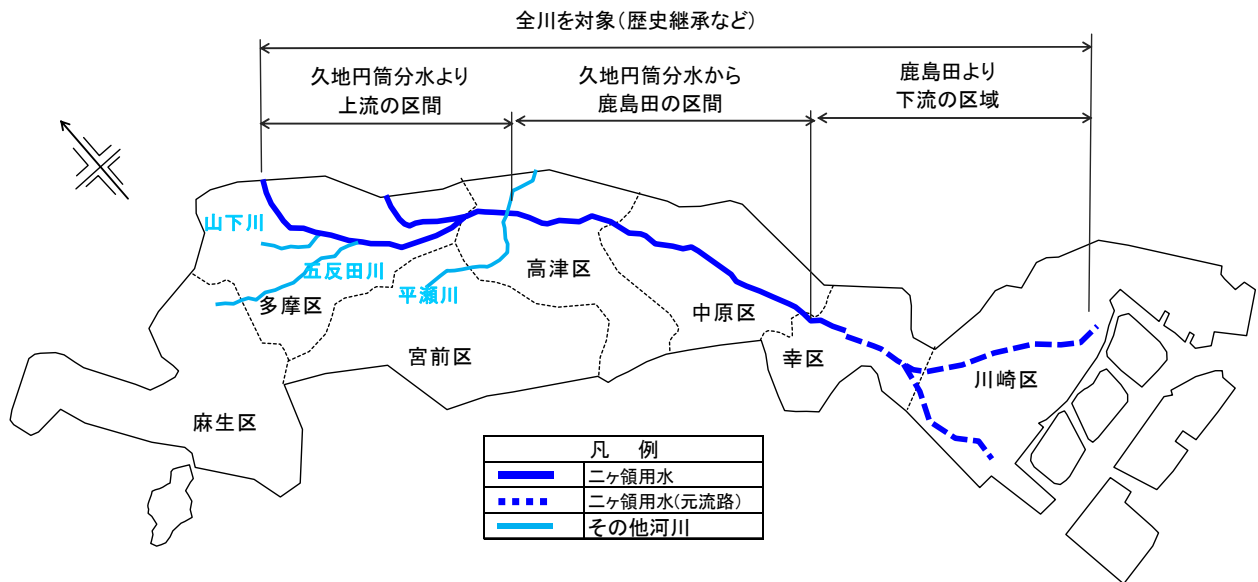 全川を対象(歴史継承など)
久地円筒分水より
上流の区間
久地円筒分水から
鹿島田の区間
鹿島田より
下流の区域
山下川
五反田川
平瀬川
多摩区
高津区
中原区
宮前区
幸区
川崎区
麻生区
凡 例
二ヶ領用水
二ヶ領用水(元流路)
その他河川